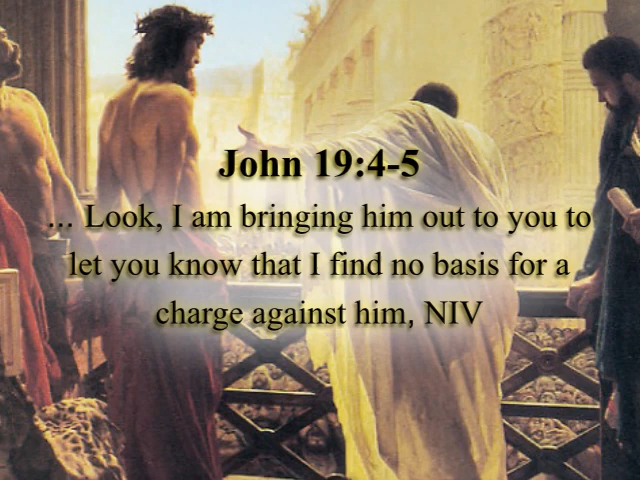 John 19:4-5
... Look, I am bringing him out to you to
let you know that I find no basis for a
charge against him, NIV